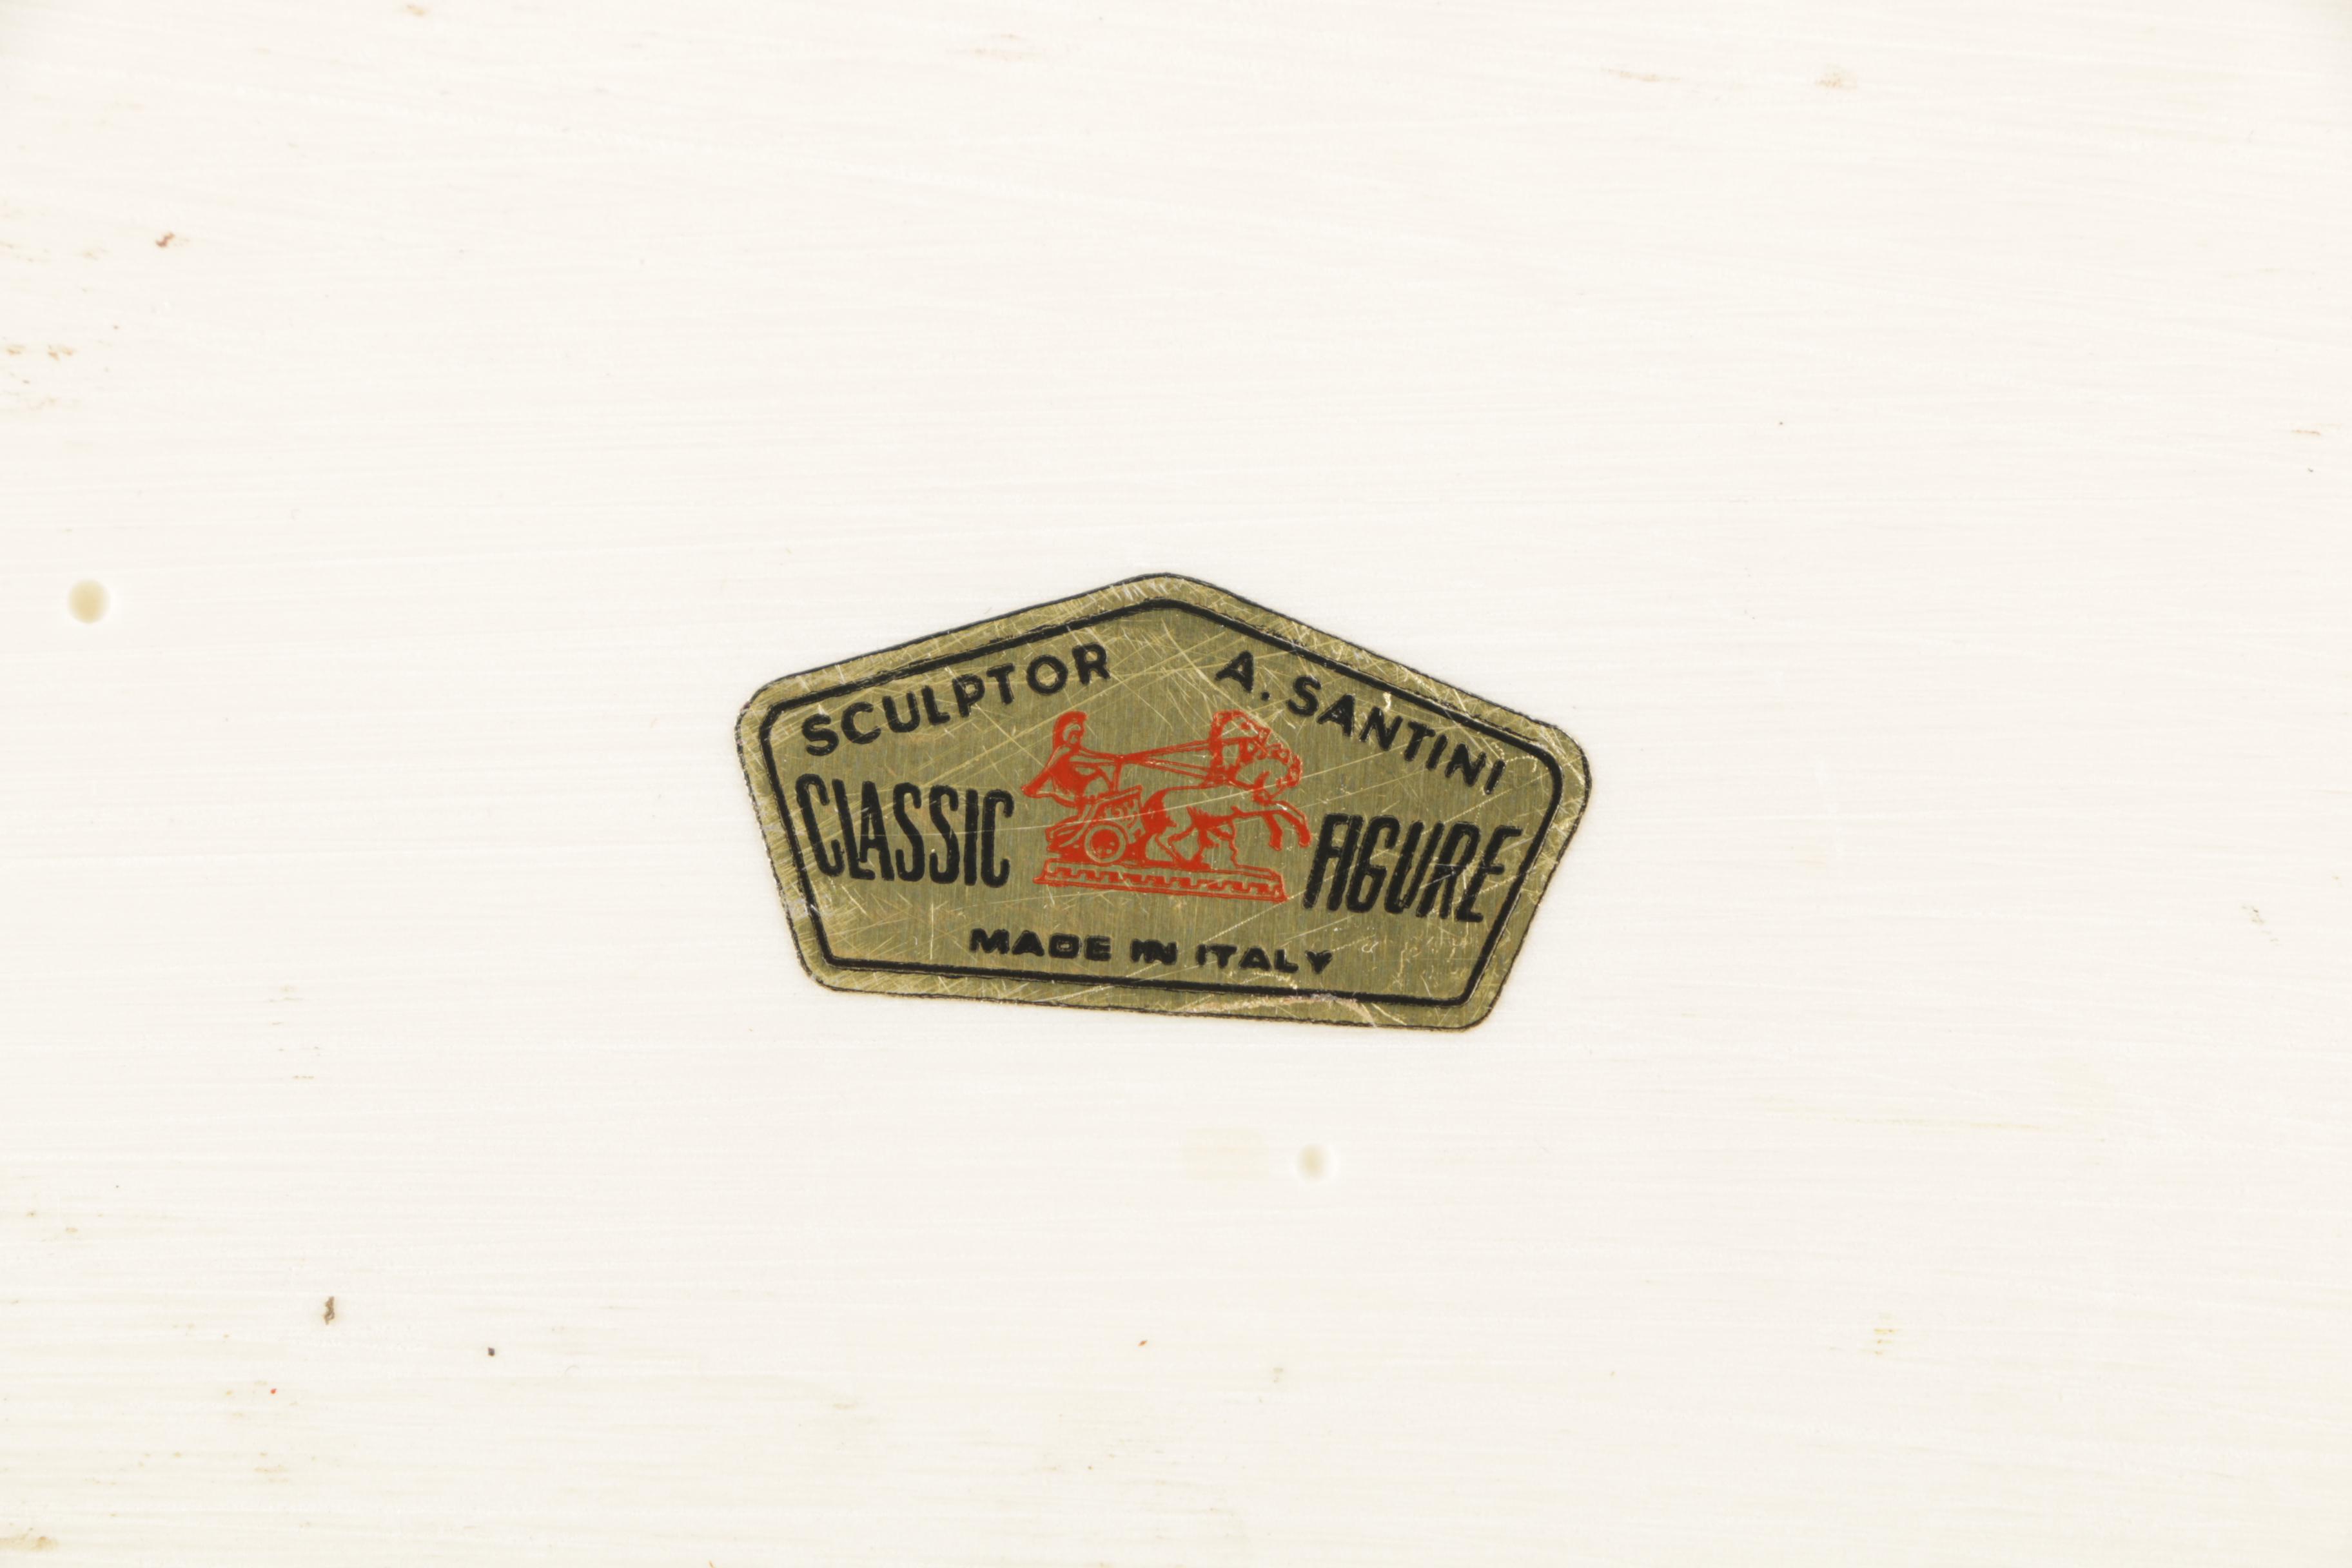 SCULPTOR A. SANTINI
CLASSIC FIGURE
MADE IN ITALY